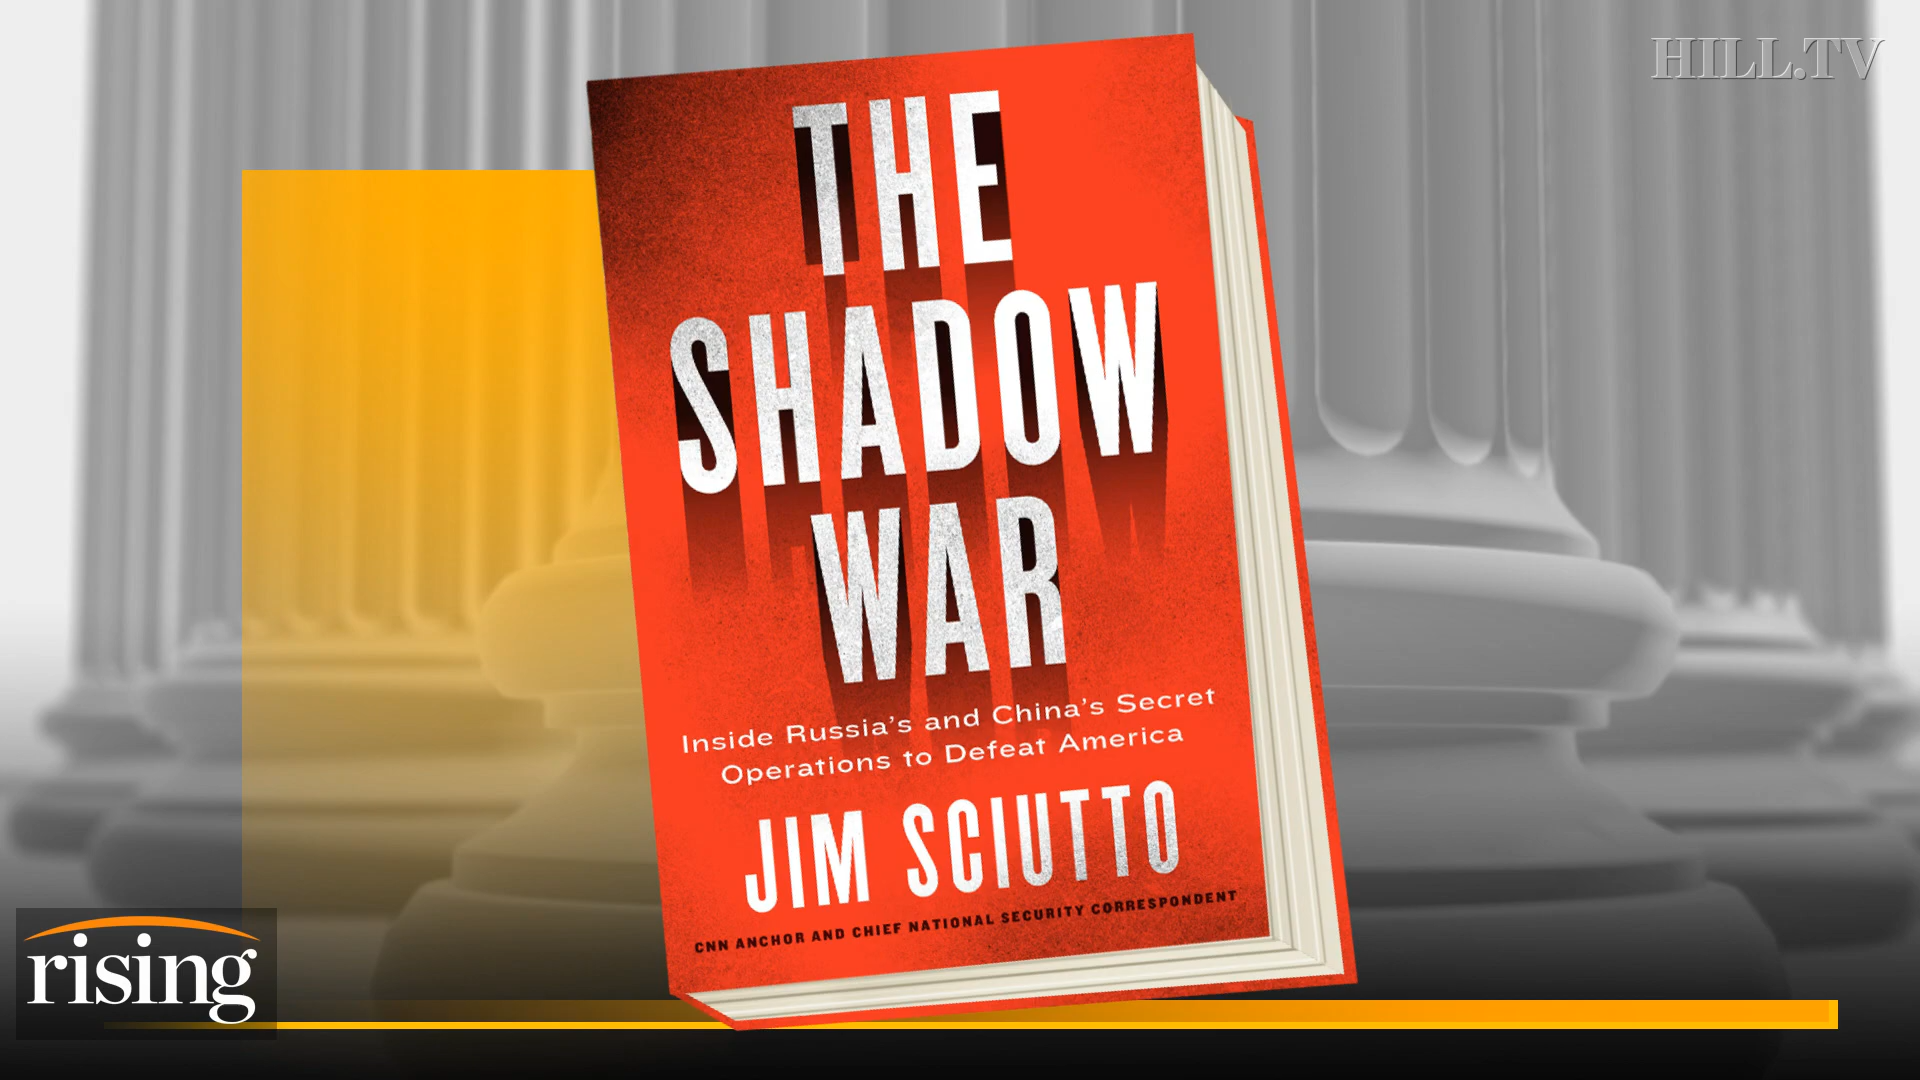 HILL.TV
THE
SHADOW
WAR
Inside Russia's and China's Secret
Operations to Defeat America
JIM SCIUTTO
CNN ANCHOR AND CHIEF NATIONAL SECURITY CORRESPONDENT
rising